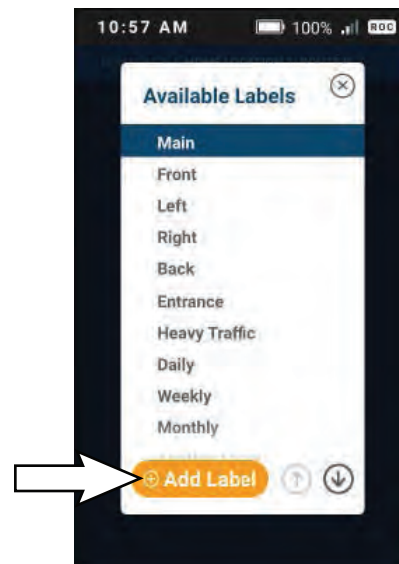 10:57 AM 100% ROC
Available Labels
Main
Front
Left
Right
Back
Entrance
Heavy Traffic
Daily
Weekly
Monthly
Add Label